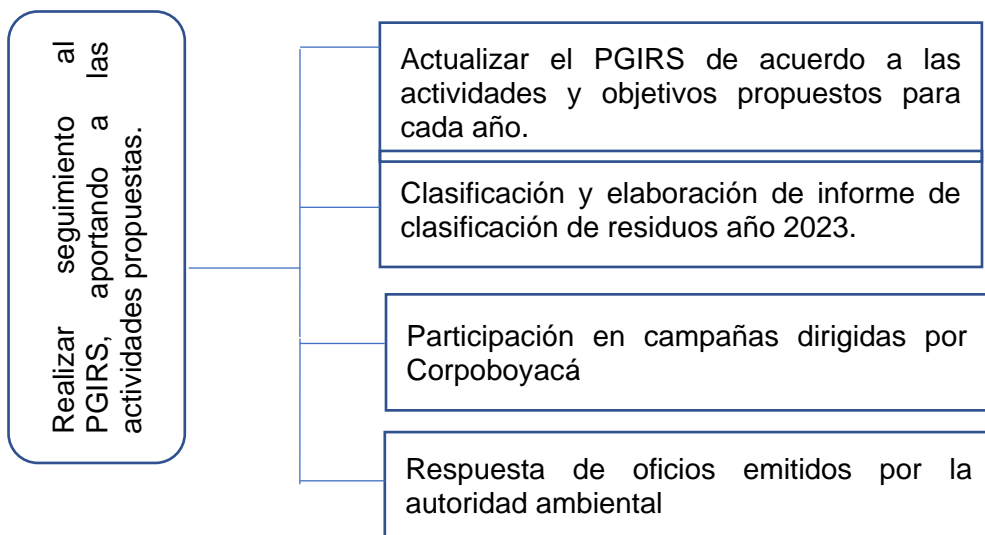 Realizar seguimiento al
PGIRS, aportando a las
actividades propuestas.
Actualizar el PGIRS de acuerdo a las
actividades y objetivos propuestos para
cada año.
Clasificación y elaboración de informe de
clasificación de residuos año 2023.
Participación en campañas dirigidas por
Corpoboyacá
Respuesta de oficios emitidos por la
autoridad ambiental